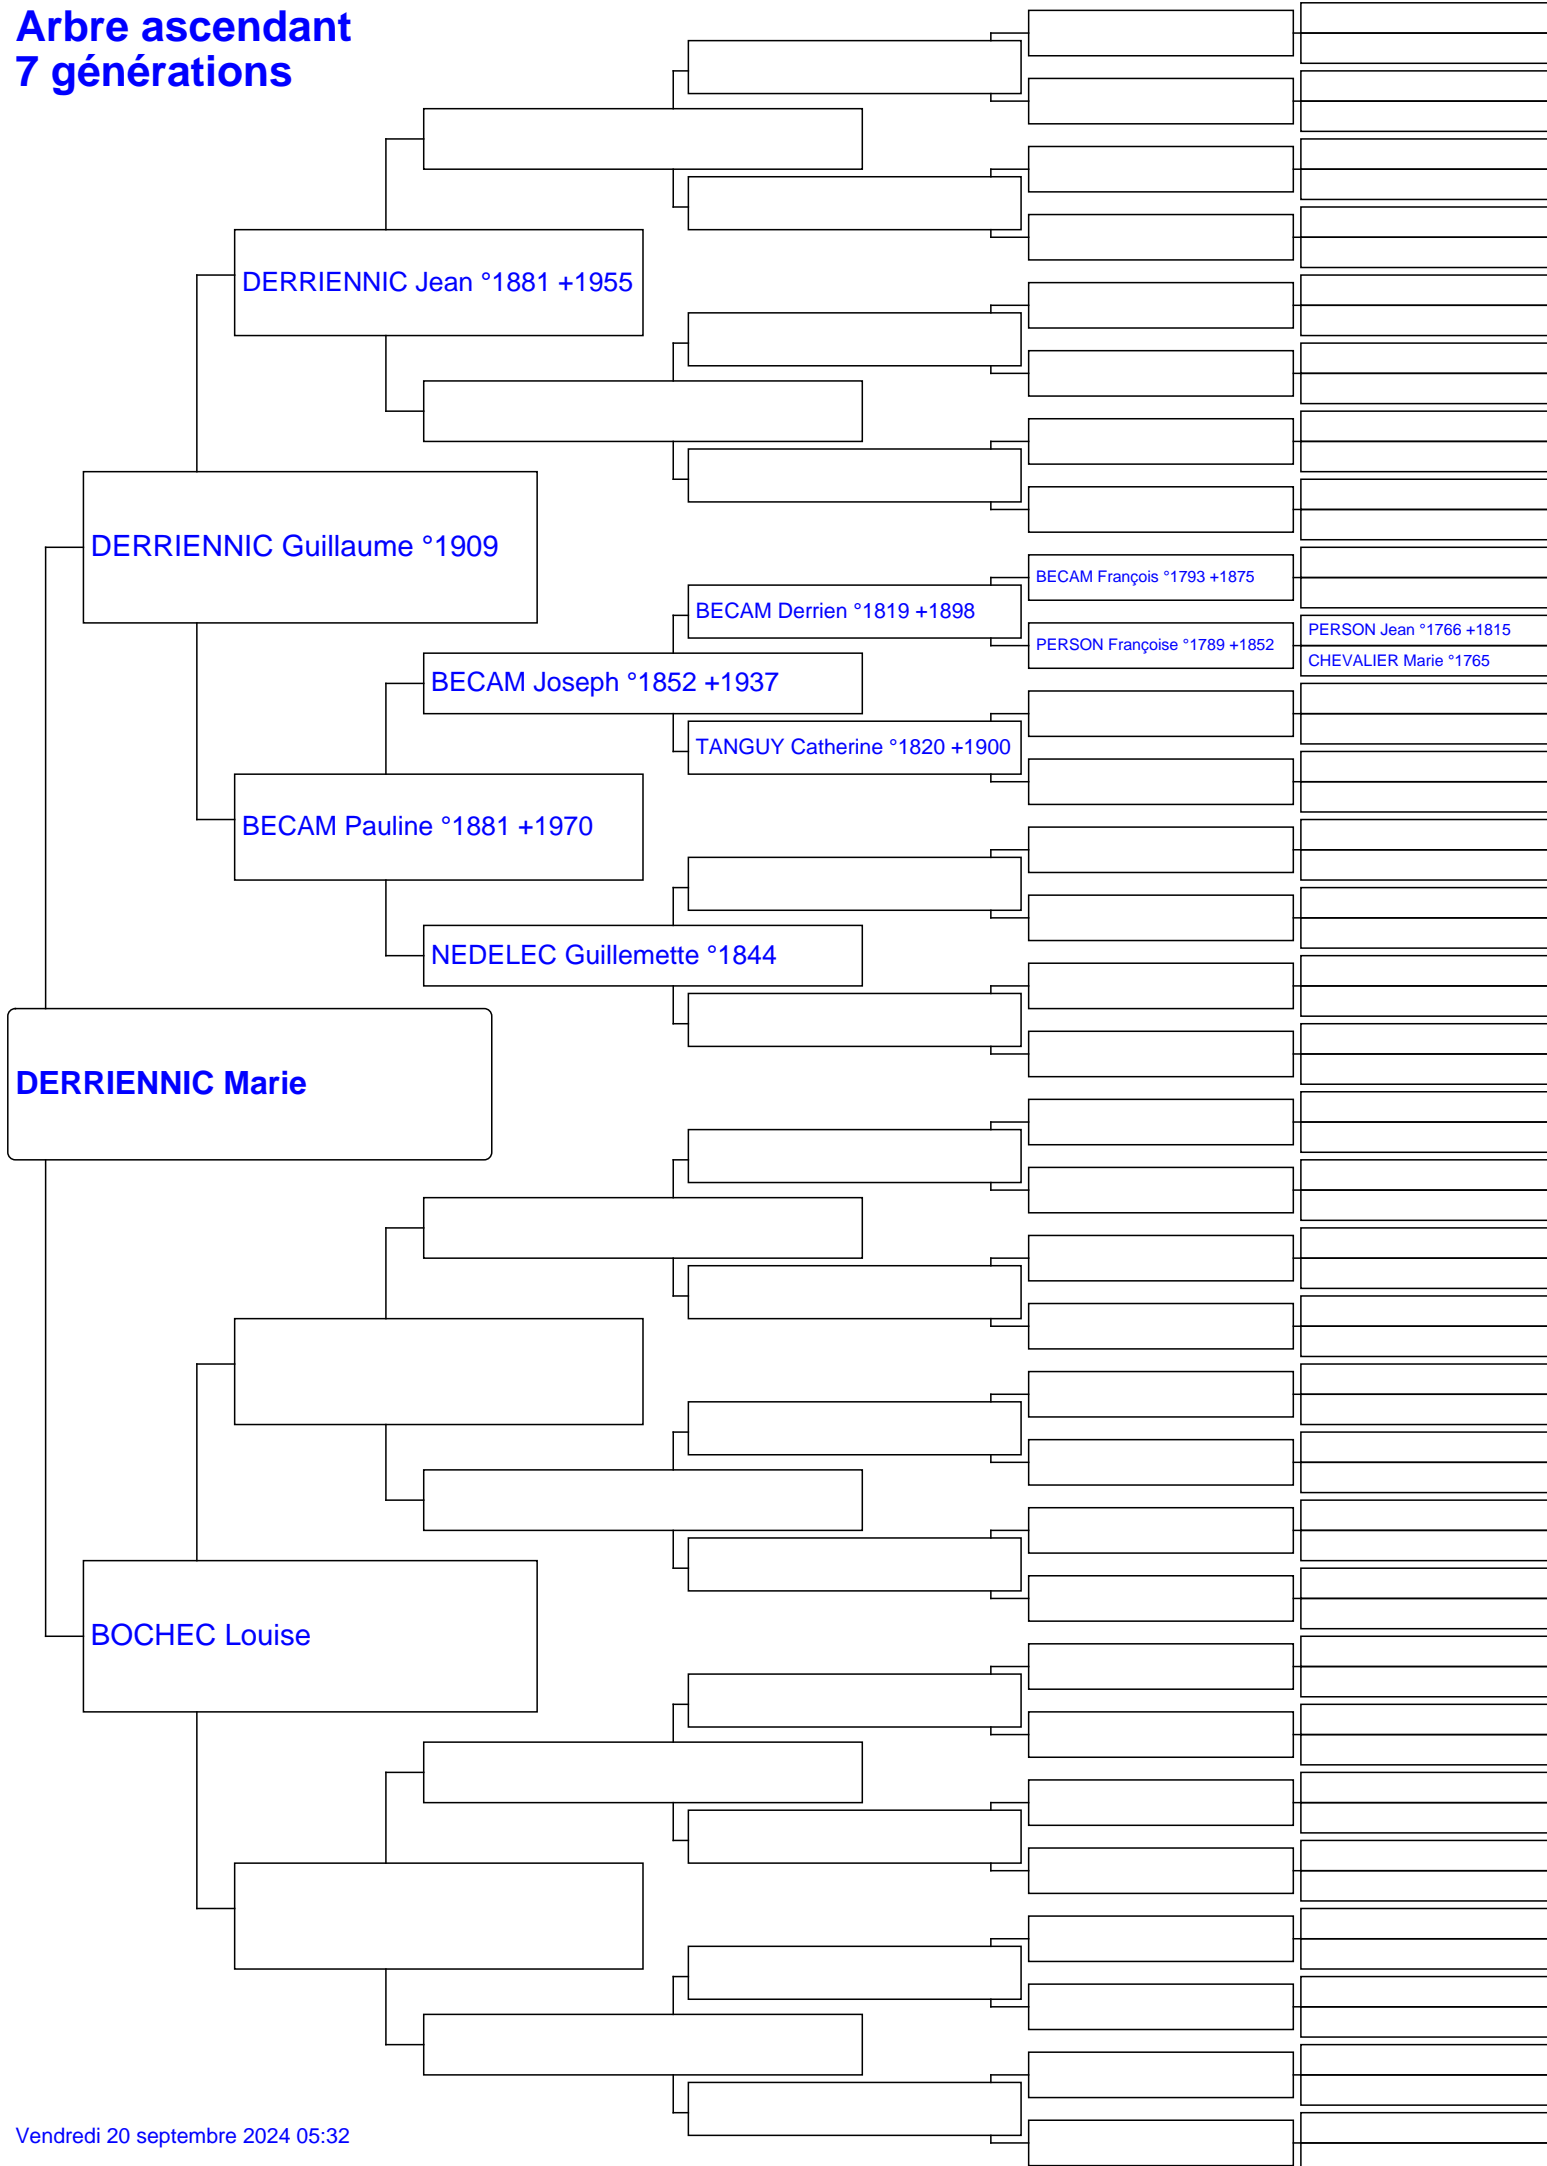 Arbre ascendant
7 générations
DERRIENNIC Jean °1881 +1955
DERRIENNIC Guillaume °1909
BECAM François °1793 +1875
BECAM Derrien °1819 +1898
PERSON Jean °1766 +1815
PERSON Françoise °1789 +1852
CHEVALIER Marie °1765
BECAM Joseph °1852 +1937
TANGUY Catherine °1820 +1900
BECAM Pauline °1881 +1970
NEDELEC Guillemette °1844
DERRIENNIC Marie
BOCHEC Louise
Vendredi 20 septembre 2024 05:32